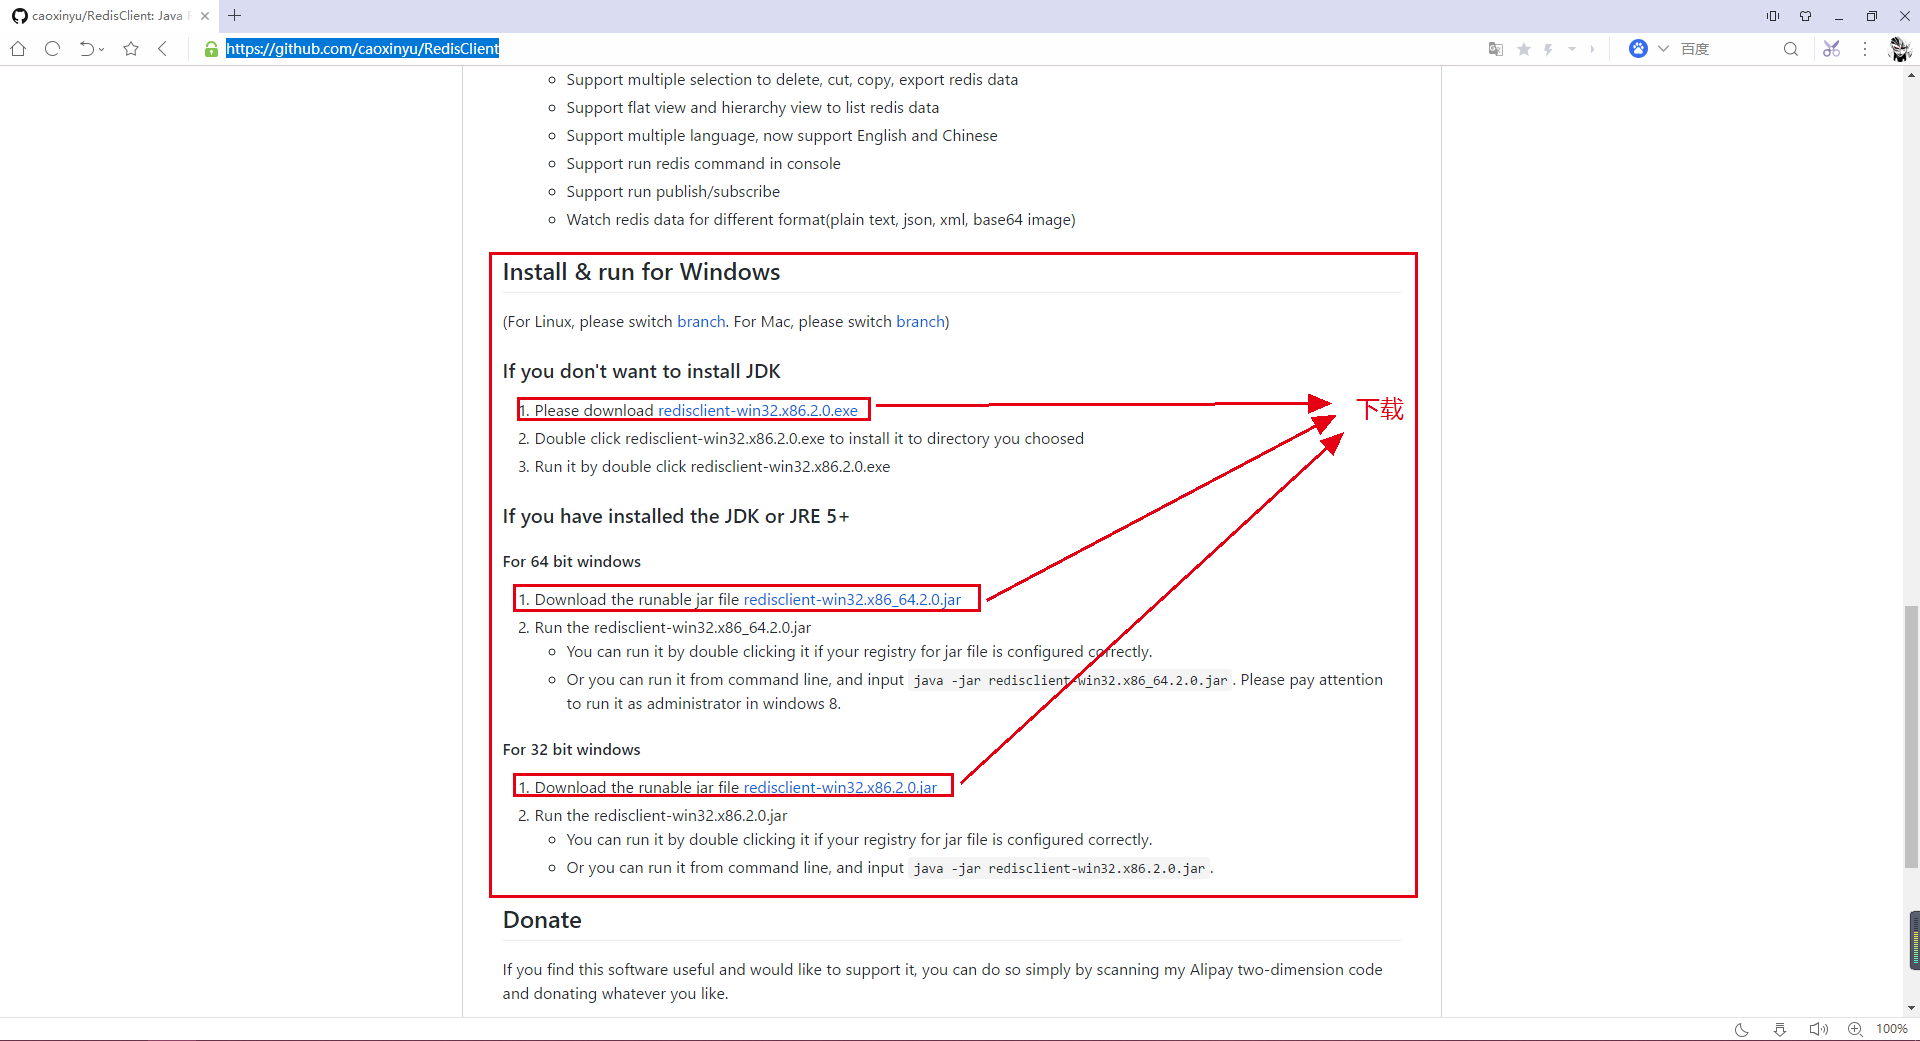 caoxinyu/RedisClient: Java
https://github.com/caoxinyu/RedisClient
百度
Support multiple selection to delete, cut, copy, export redis data
Support flat view and hierarchy view to list redis data
Support multiple language, now support English and Chinese
Support run redis command in console
Support run publish/subscribe
Watch redis data for different format(plain text, json, xml, base64 image)
Install & run for Windows
(For Linux, please switch branch. For Mac, please switch branch)
If you don't want to install JDK
1. Please download redisclient-win32.x86.2.0.exe
下载
2. Double click redisclient-win32.x86.2.0.exe to install it to directory you choosed
3. Run it by double click redisclient-win32.x86.2.0.exe
If you have installed the JDK or JRE 5+
For 64 bit windows
1. Download the runable jar file redisclient-win32.x86_64.2.0.jar
2. Run the redisclient-win32.x86_64.2.0.jar
You can run it by double clicking it if your registry for jar file is configured correctly.
Or you can run it from command line, and input java -jar redisclient-win32.x86_64.2.0.jar. Please pay attention
to run it as administrator in windows 8.
For 32 bit windows
1. Download the runable jar file redisclient-win32.x86.2.0.jar
2. Run the redisclient-win32.x86.2.0.jar
You can run it by double clicking it if your registry for jar file is configured correctly.
Or you can run it from command line, and input java -jar redisclient-win32.x86.2.0.jar.
Donate
If you find this software useful and would like to support it, you can do so simply by scanning my Alipay two-dimension code
and donating whatever you like.
100%